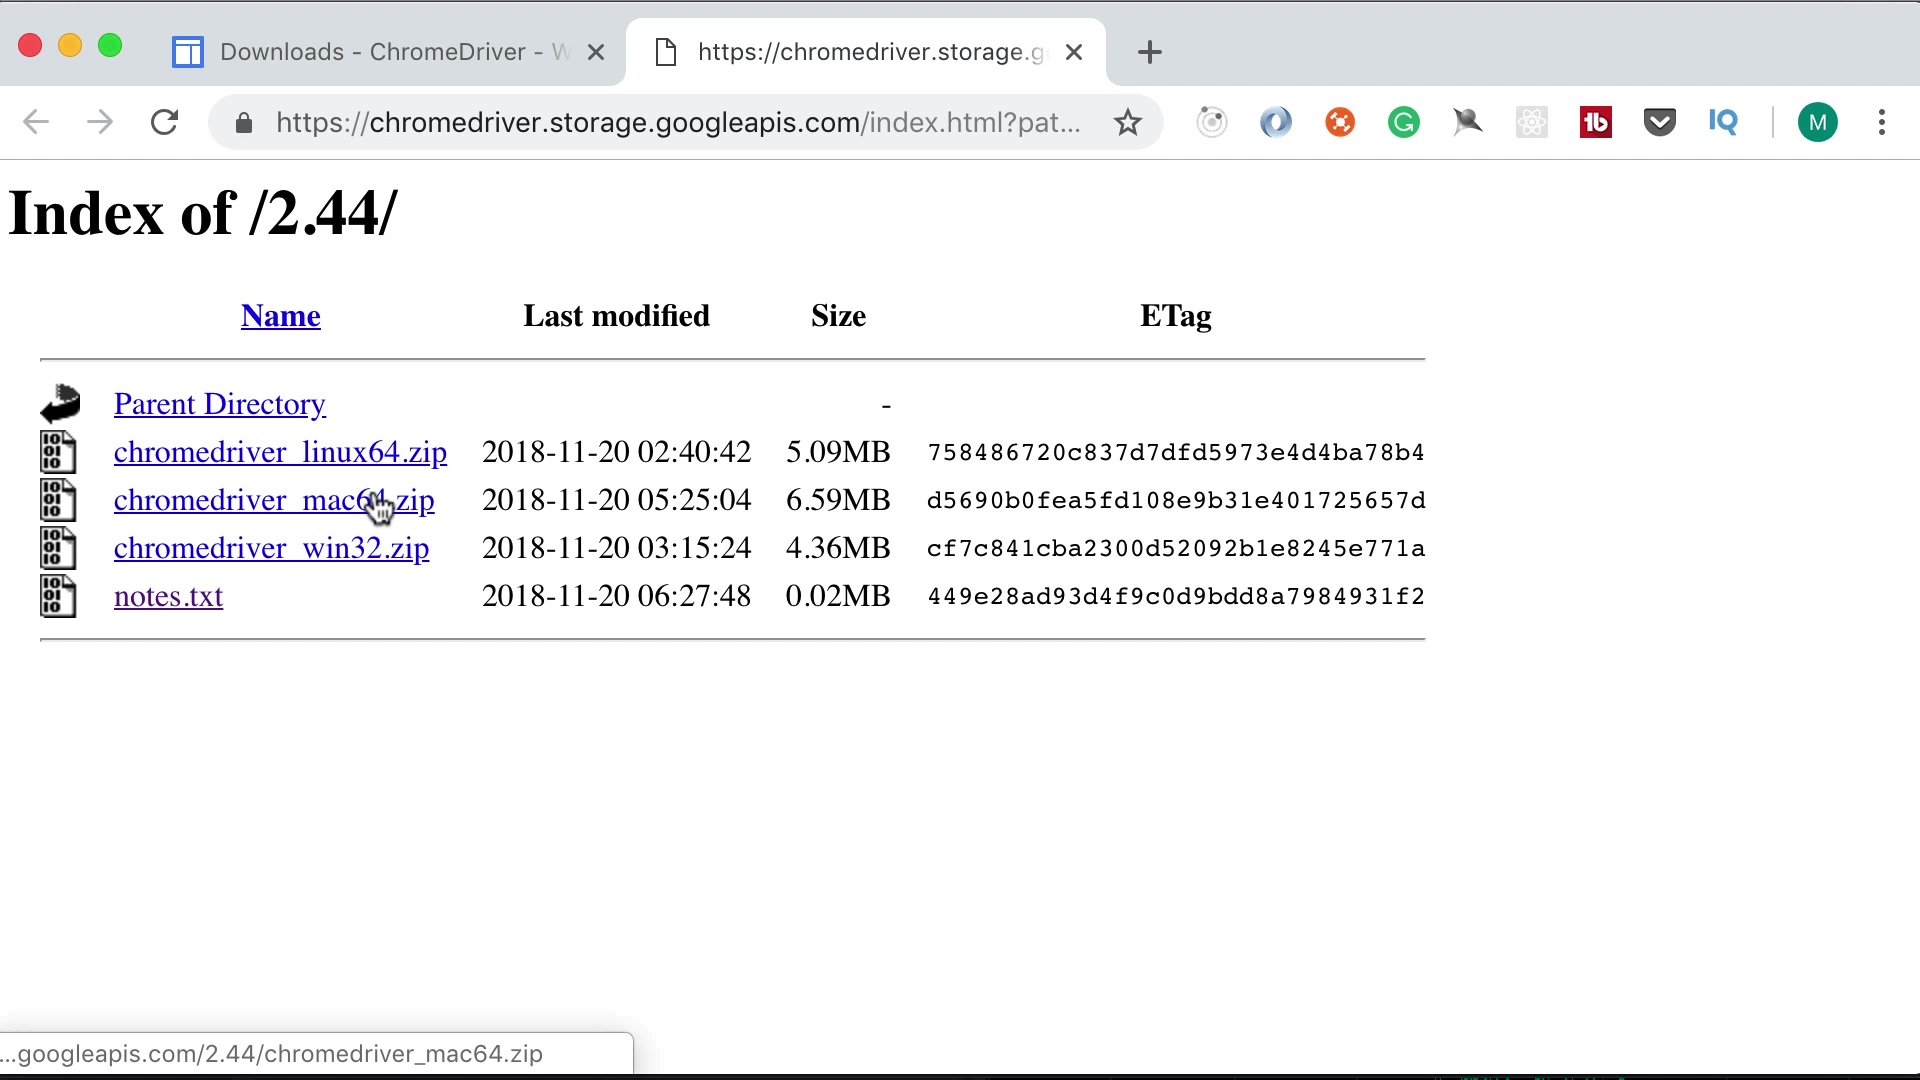 Downloads - ChromeDriver - W
https://chromedriver.storage.g
https://chromedriver.storage.googleapis.com/index.html?pat...
IQ
M
Index of /2.44/
Name Last modified Size ETag
Parent Directory -
chromedriver_linux64.zip 2018-11-20 02:40:42 5.09MB 758486720c837d7dfd5973e4d4ba78b4
chromedriver_mac64.zip 2018-11-20 05:25:04 6.59MB d5690b0fea5fd108e9b31e401725657d
chromedriver_win32.zip 2018-11-20 03:15:24 4.36MB cf7c841cba2300d52092b1e8245e771a
notes.txt 2018-11-20 06:27:48 0.02MB 449e28ad93d4f9c0d9bdd8a7984931f2
...googleapis.com/2.44/chromedriver_mac64.zip